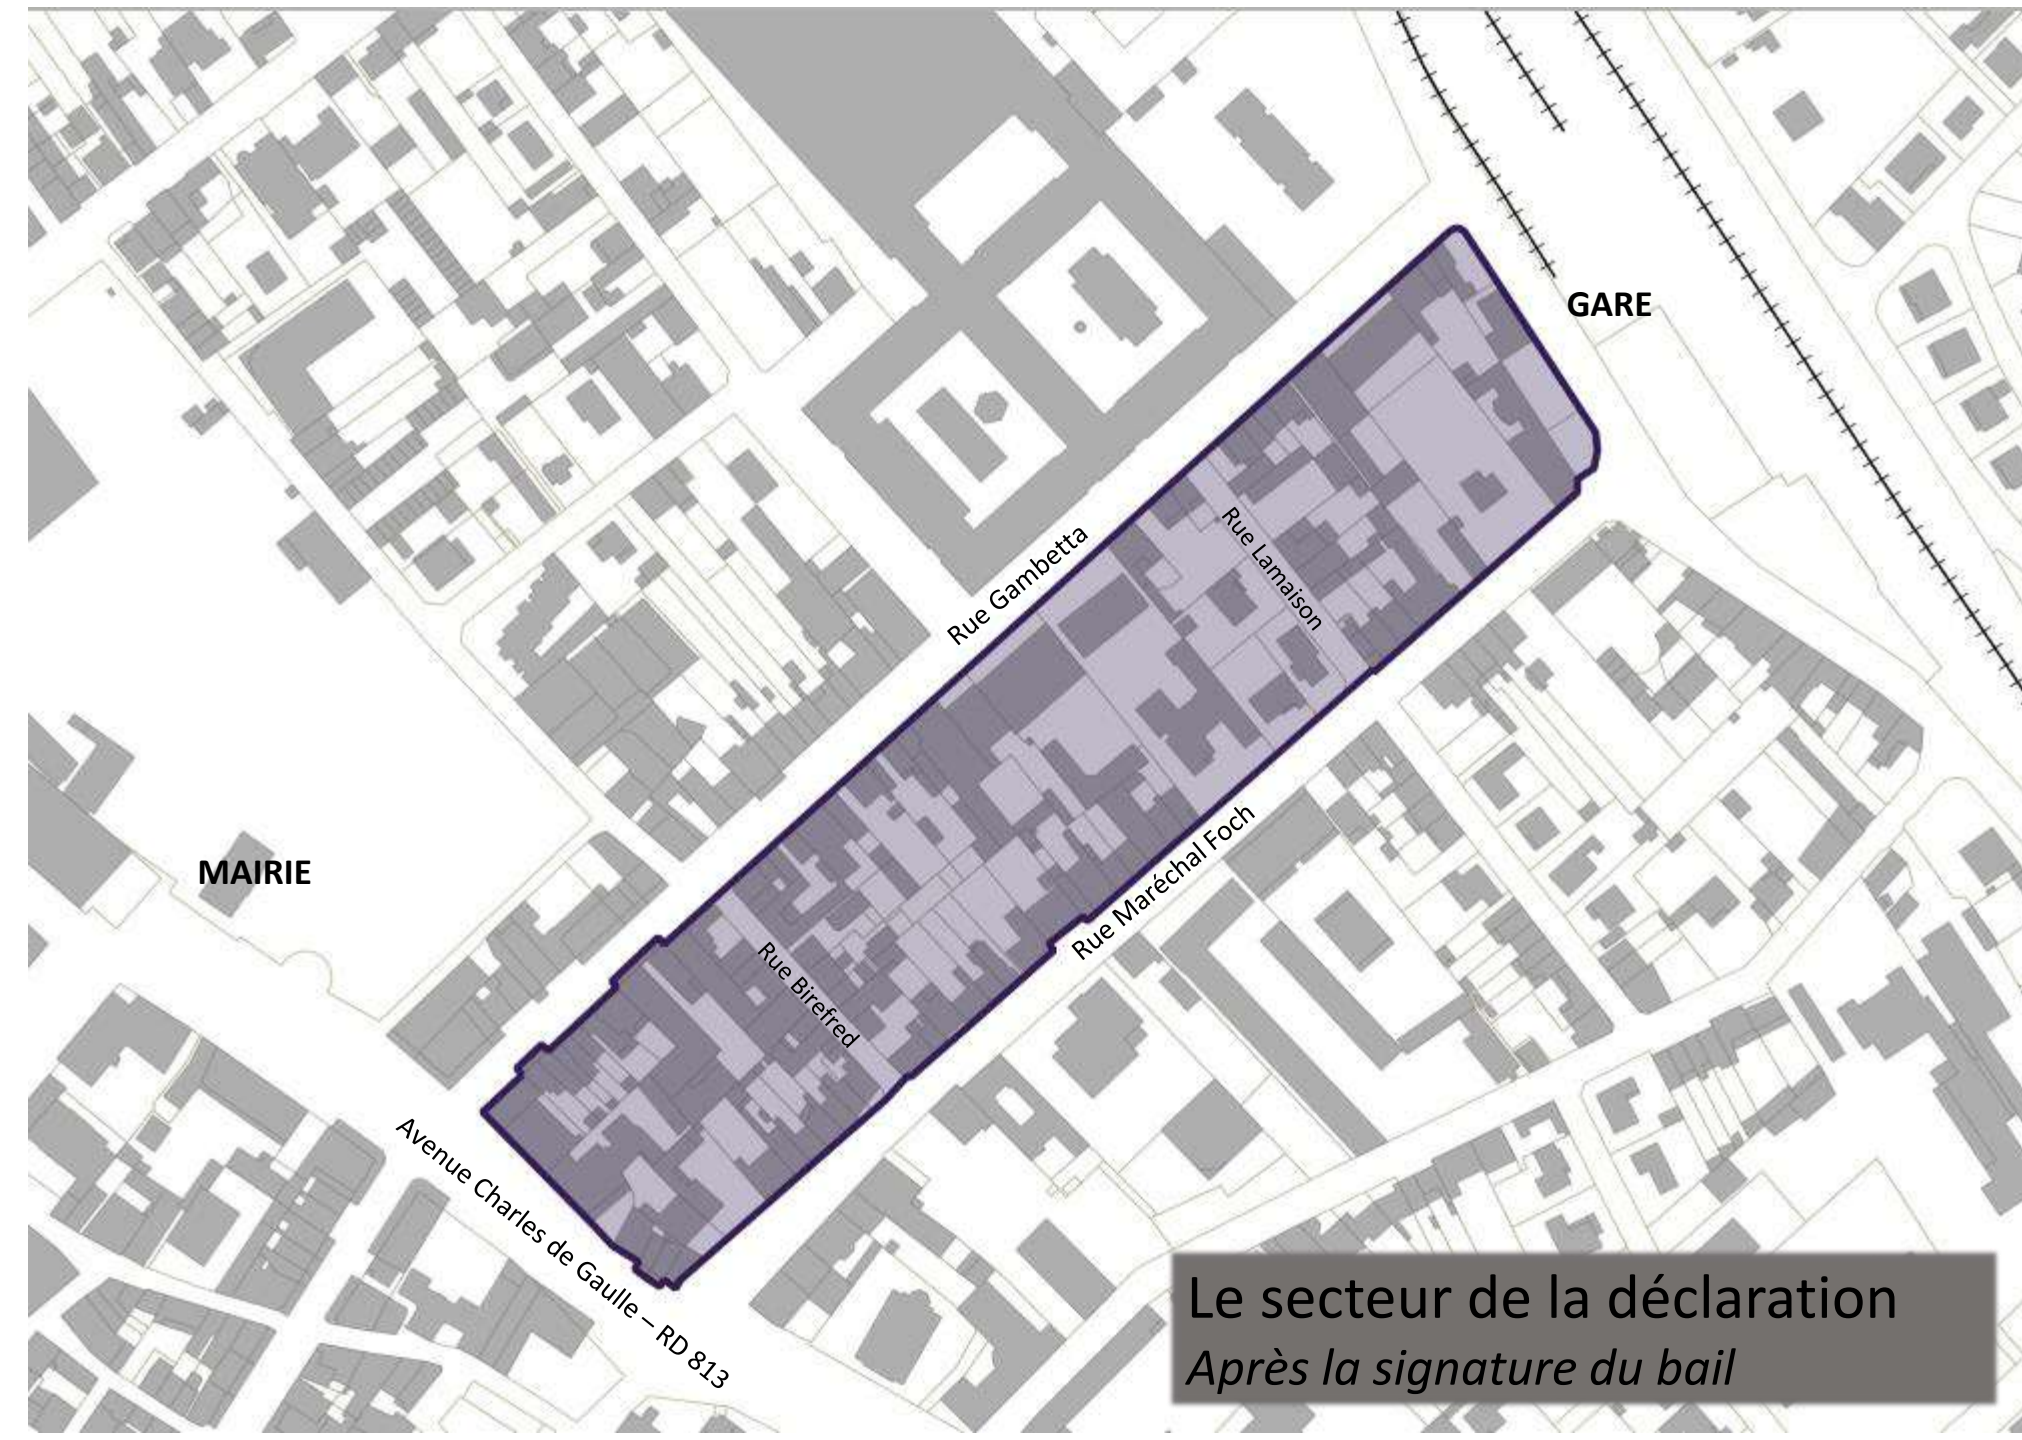 GARE
Rue Lamaison
Rue Gambetta
MAIRIE
Rue Maréchal Foch
Rue Birefred
Avenue Charles de Gaulle – RD 813
Le secteur de la déclaration
Après la signature du bail